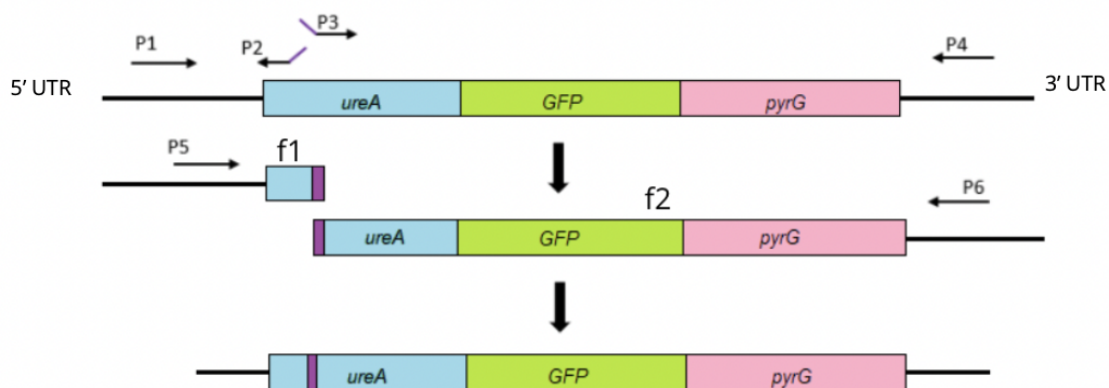 P1
P2
P3
P4
5’ UTR
ureA
GFP
pyrG
3’ UTR
P5
f1
f2
P6
ureA
GFP
pyrG
ureA
GFP
pyrG